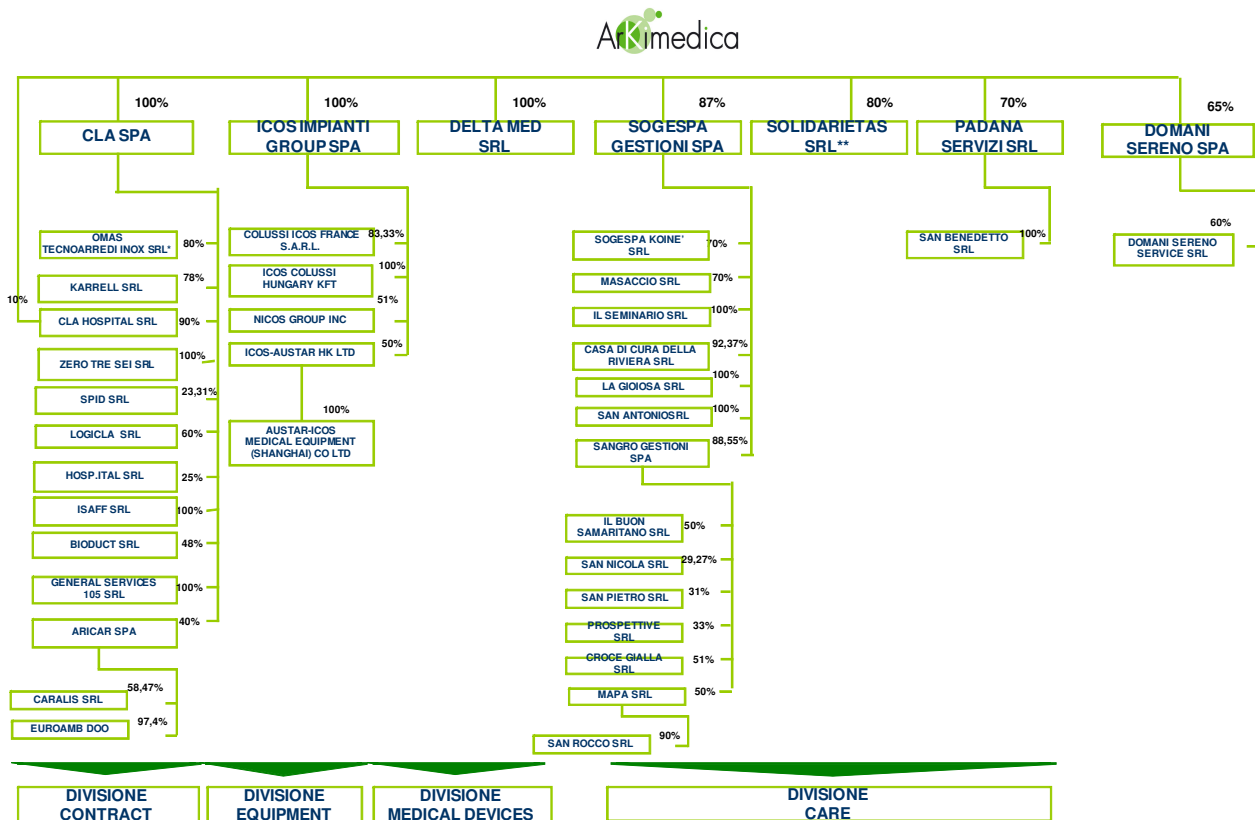 ArKimedica
100%
100%
100%
87%
80%
70%
65%
CLA SPA
ICOS IMPIANTI
GROUP SPA
DELTA MED
SRL
SOGESPA
GESTIONI SPA
SOLIDARIETAS
SRL**
PADANA
SERVIZI SRL
DOMANI
SERENO SPA
OMAS
TECNOARREDI INOX SRL*
80%
KARRELL SRL
78%
10%
CLA HOSPITAL SRL
90%
ZERO TRE SEI SRL
100%
SPID SRL
23,31%
LOGICLA SRL
60%
HOSP.ITAL SRL
25%
ISAFF SRL
100%
BIODUCT SRL
48%
GENERAL SERVICES
105 SRL
100%
ARICAR SPA
40%
CARALIS SRL
58,47%
EUROAMB DOO
97,4%
COLUSSI ICOS FRANCE
S.A.R.L.
83,33%
ICOS COLUSSI
HUNGARY KFT
100%
NICOS GROUP INC
51%
ICOS-AUSTAR HK LTD
50%
100%
AUSTAR-ICOS
MEDICAL EQUIPMENT
(SHANGHAI) CO LTD
SOGESPA KOINE'
SRL
70%
MASACCIO SRL
70%
IL SEMINARIO SRL
100%
CASA DI CURA DELLA
RIVIERA SRL
92,37%
LA GIOIOSA SRL
100%
SAN ANTONIOSRL
100%
SANGRO GESTIONI
SPA
88,55%
IL BUON
SAMARITANO SRL
50%
SAN NICOLA SRL
29,27%
SAN PIETRO SRL
31%
PROSPETTIVE
SRL
33%
CROCE GIALLA
SRL
51%
MAPA SRL
50%
SAN ROCCO SRL
90%
SAN BENEDETTO
SRL
100%
60%
DOMANI SERENO
SERVICE SRL
DIVISIONE
CONTRACT
DIVISIONE
EQUIPMENT
DIVISIONE
MEDICAL DEVICES
DIVISIONE
CARE